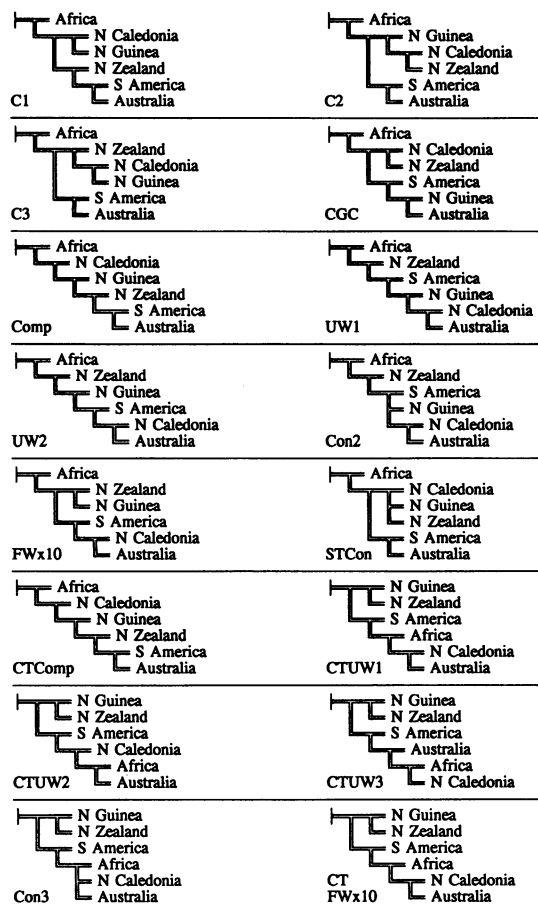 Africa
N Caledonia
N Guinea
N Zealand
S America
C1 Australia
Africa
N Guinea
N Caledonia
N Zealand
S America
C2 Australia
Africa
N Zealand
N Caledonia
N Guinea
S America
C3 Australia
Africa
N Caledonia
N Zealand
S America
N Guinea
CGC Australia
Africa
N Caledonia
N Guinea
N Zealand
S America
Comp Australia
Africa
N Zealand
S America
N Guinea
N Caledonia
UW1 Australia
Africa
N Zealand
N Guinea
S America
N Caledonia
UW2 Australia
Africa
N Zealand
S America
N Guinea
N Caledonia
Con2 Australia
Africa
N Zealand
N Guinea
S America
N Caledonia
FWx10 Australia
Africa
N Caledonia
N Guinea
N Zealand
S America
STCon Australia
Africa
N Caledonia
N Guinea
N Zealand
S America
CTComp Australia
N Guinea
N Zealand
S America
Africa
N Caledonia
CTUW1 Australia
N Guinea
N Zealand
S America
N Caledonia
Africa
CTUW2 Australia
N Guinea
N Zealand
S America
Australia
Africa
CTUW3 N Caledonia
N Guinea
N Zealand
S America
Africa
N Caledonia
Con3 Australia
N Guinea
N Zealand
S America
Africa
CT N Caledonia
FWx10 Australia